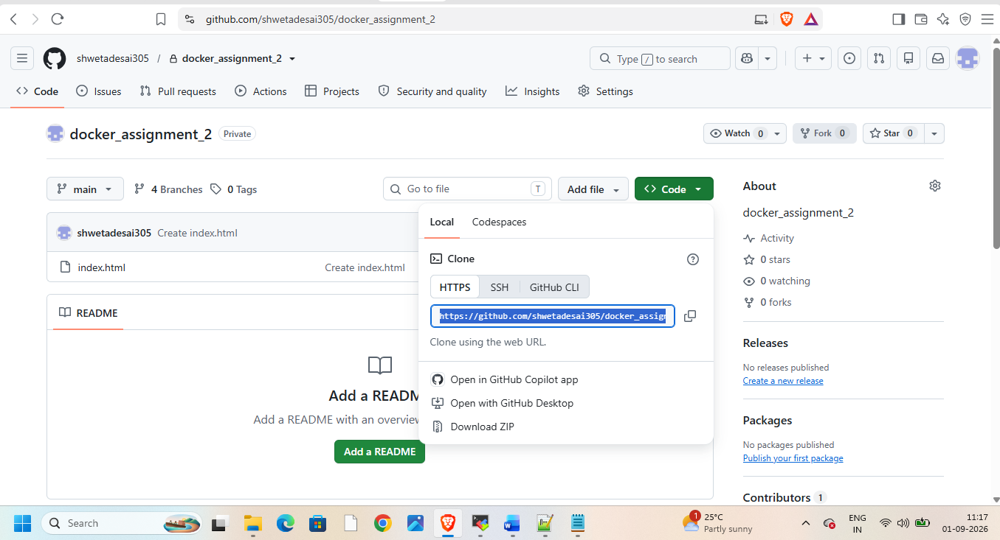 github.com/shwetadesai305/docker_assignment_2
shwetadesai305 / docker_assignment_2
Type / to search
Code Issues Pull requests Actions Projects Security and quality Insights Settings
docker_assignment_2 Private
Watch 0 Fork 0 Star 0
main 4 Branches 0 Tags
Go to file T Add file Code
shwetadesai305 Create index.html
index.html Create index.html
README
Add a READM
Add a README with an overview
Add a README
Local Codespaces
Clone
HTTPS SSH GitHub CLI
https://github.com/shwetadesai305/docker_assign
Clone using the web URL.
Open in GitHub Copilot app
Open with GitHub Desktop
Download ZIP
About
docker_assignment_2
Activity
0 stars
0 watching
0 forks
Releases
No releases published
Create a new release
Packages
No packages published
Publish your first package
Contributors 1
Search
1
25°C
Partly sunny
ENG
IN
11:17
01-09-2026